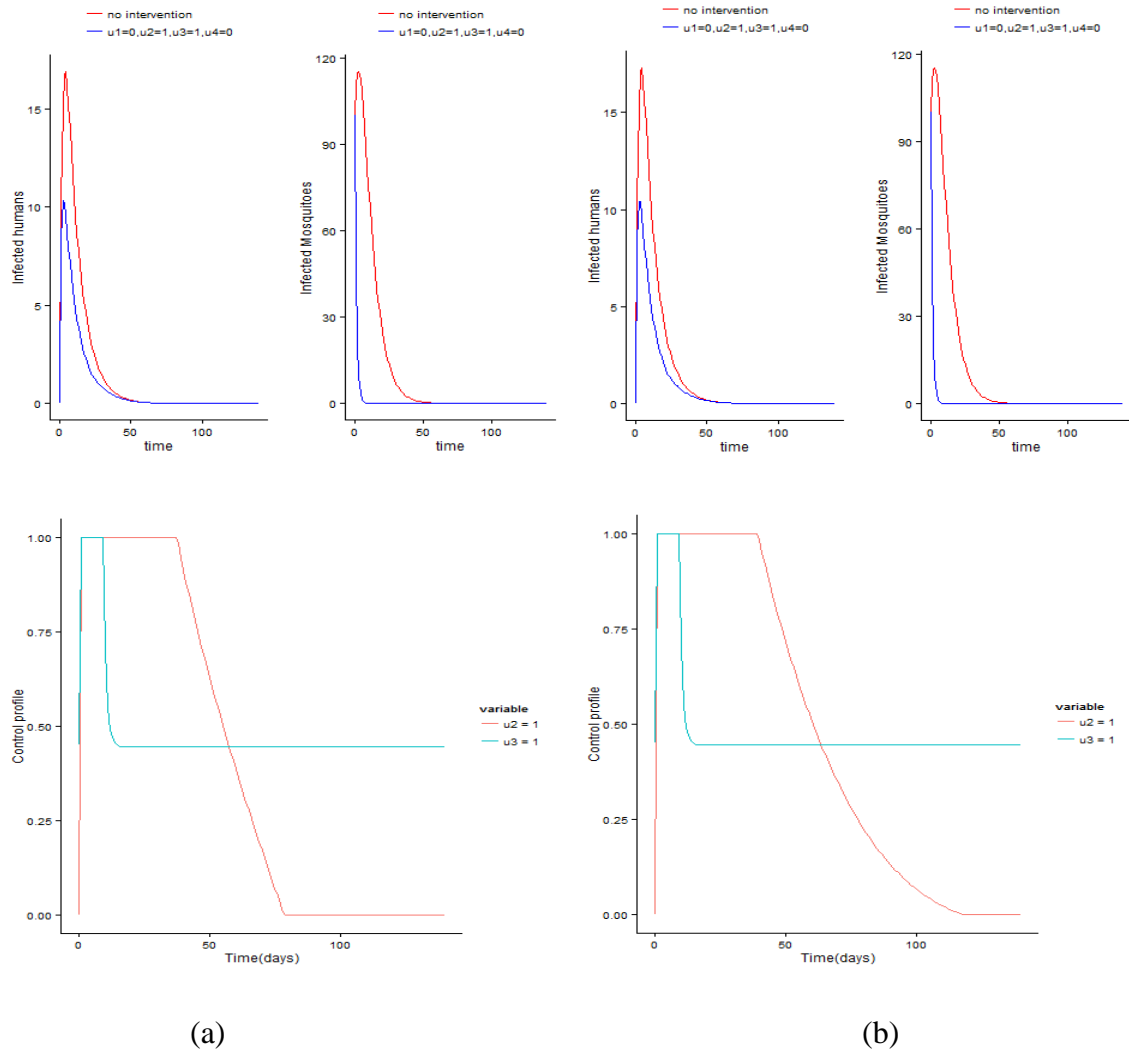 no intervention
u1=0,u2=1,u3=1,u4=0
no intervention
u1=0,u2=1,u3=1,u4=0
no intervention
u1=0,u2=1,u3=1,u4=0
no intervention
u1=0,u2=1,u3=1,u4=0
Infected humans
15
10
5
0
0
50
100
time
Infected Mosquitoes
120
90
60
30
0
0
50
100
time
Infected humans
15
10
5
0
0
50
100
time
Infected Mosquitoes
120
90
60
30
0
0
50
100
time
Control profile
1.00
0.75
0.50
0.25
0.00
0
50
100
Time(days)
variable
u2 = 1
u3 = 1
Control profile
1.00
0.75
0.50
0.25
0.00
0
50
100
Time(days)
variable
u2 = 1
u3 = 1
(a)
(b)